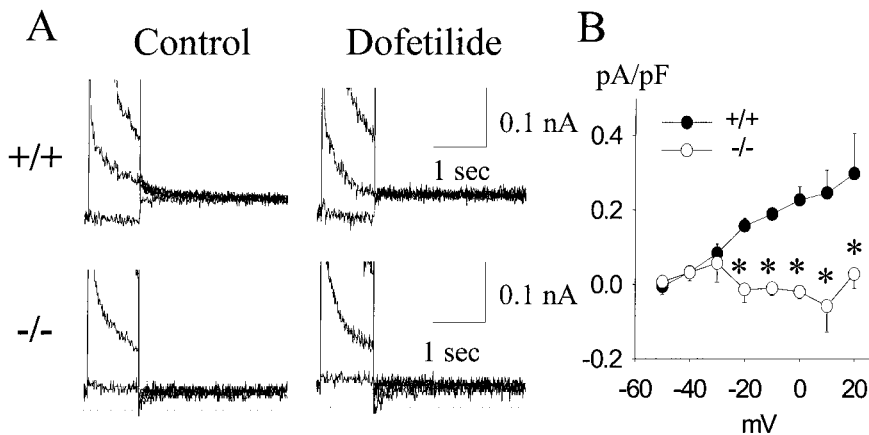 A
Control
Dofetilide
+/+
0.1 nA
1 sec
-/-
0.1 nA
1 sec
B
pA/pF
+/+
-/-
0.4
0.2
0.0
-0.2
* * * * *
-60 -40 -20 0 20
mV